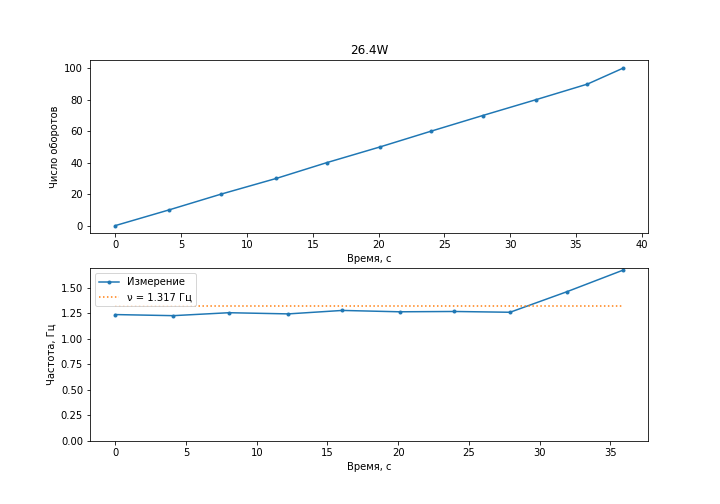 26.4W
Число оборотов
100
80
60
40
20
0
0 5 10 15 20 25 30 35 40
Время, с
Частота, Гц
1.50
1.25
1.00
0.75
0.50
0.25
0.00
Измерение
ν = 1.317 Гц
0 5 10 15 20 25 30 35
Время, с